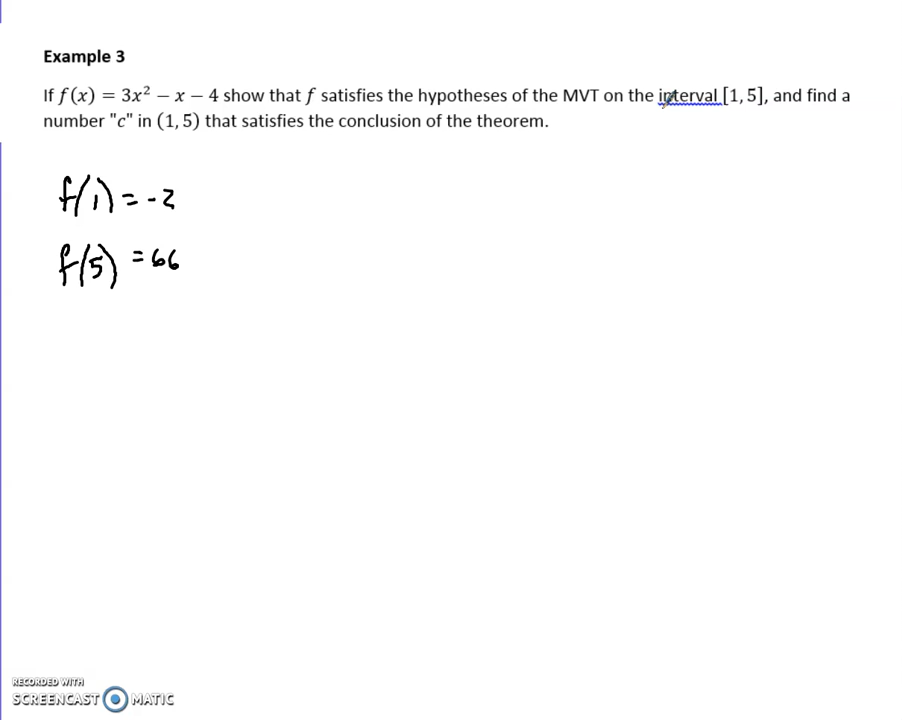 Example 3
If f(x) = 3x² − x − 4 show that f satisfies the hypotheses of the MVT on the interval [1, 5], and find a
number "c" in (1, 5) that satisfies the conclusion of the theorem.
f(1) = -2
f(5) = 66
RECORDED WITH
SCREENCAST MATIC